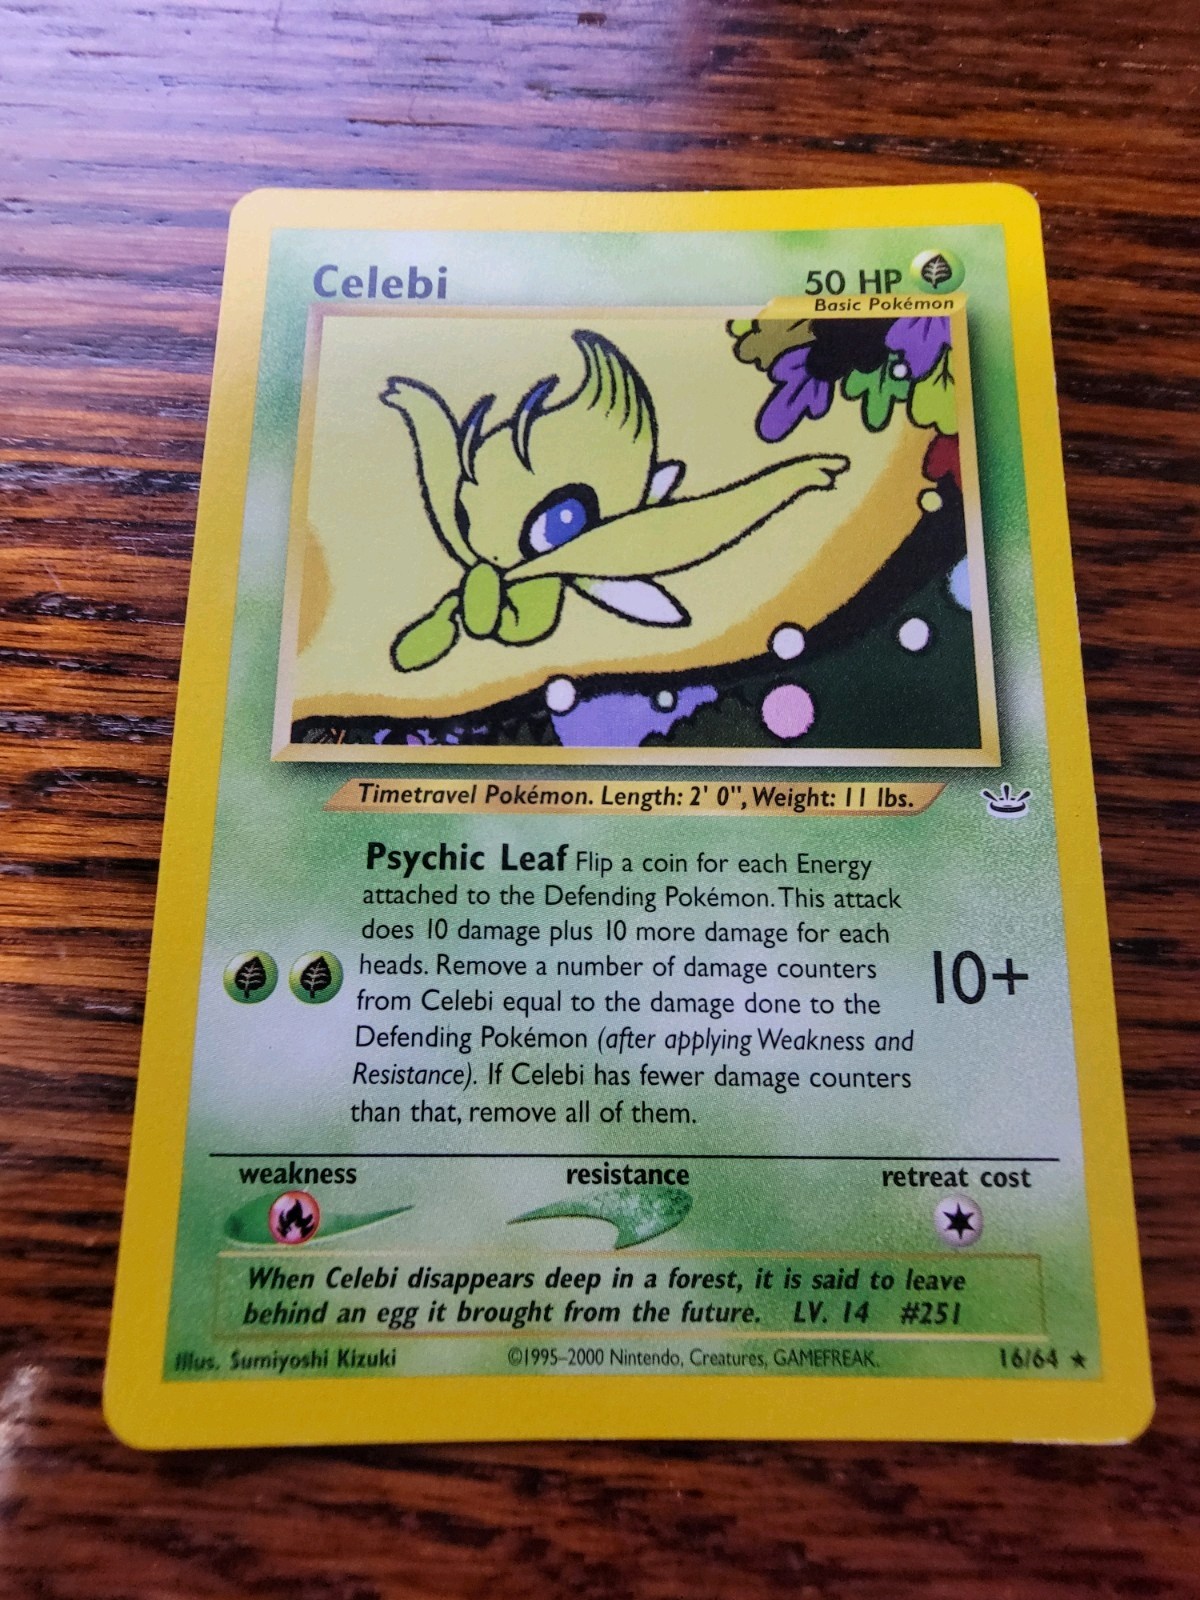 Celebi
50 HP
Basic Pokémon
Timetravel Pokémon. Length: 2' 0", Weight: 11 lbs.
Psychic Leaf Flip a coin for each Energy
attached to the Defending Pokémon. This attack
does 10 damage plus 10 more damage for each
heads. Remove a number of damage counters
from Celebi equal to the damage done to the
Defending Pokémon (after applying Weakness and
Resistance). If Celebi has fewer damage counters
than that, remove all of them.
10+
weakness resistance retreat cost
When Celebi disappears deep in a forest, it is said to leave
behind an egg it brought from the future. LV. 14 #251
Illus. Sumiyoshi Kizuki ©1995–2000 Nintendo, Creatures, GAMEFREAK. 16/64 ★